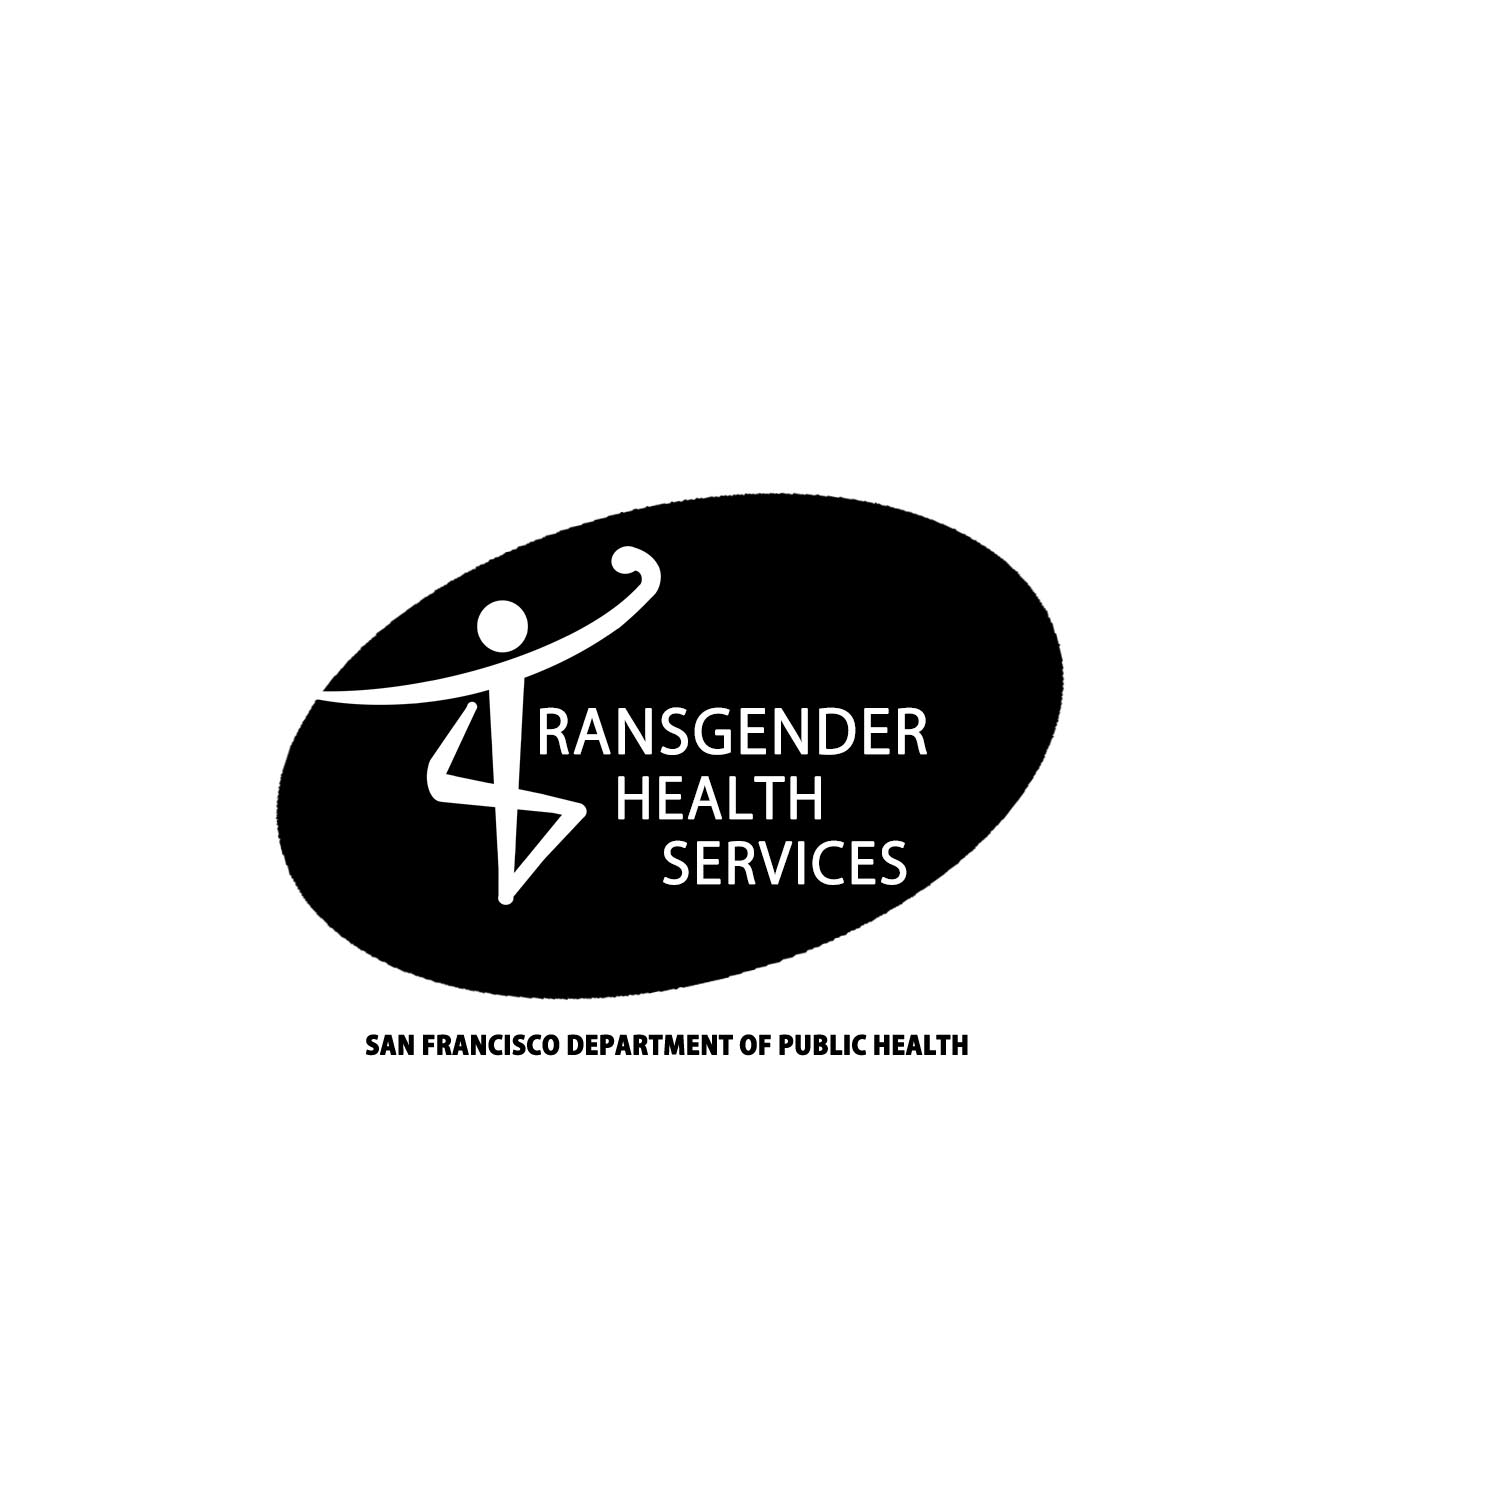 TRANSGENDER
HEALTH
SERVICES
SAN FRANCISCO DEPARTMENT OF PUBLIC HEALTH